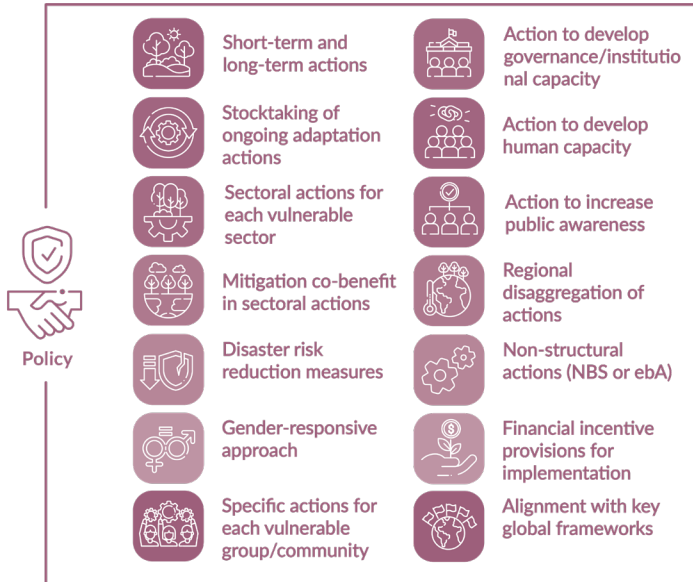 Policy
Short-term and
long-term actions
Stocktaking of
ongoing adaptation
actions
Sectoral actions for
each vulnerable
sector
Mitigation co-benefit
in sectoral actions
Disaster risk
reduction measures
Gender-responsive
approach
Specific actions for
each vulnerable
group/community
Action to develop
governance/institutio
nal capacity
Action to develop
human capacity
Action to increase
public awareness
Regional
disaggregation of
actions
Non-structural
actions (NBS or ebA)
Financial incentive
provisions for
implementation
Alignment with key
global frameworks